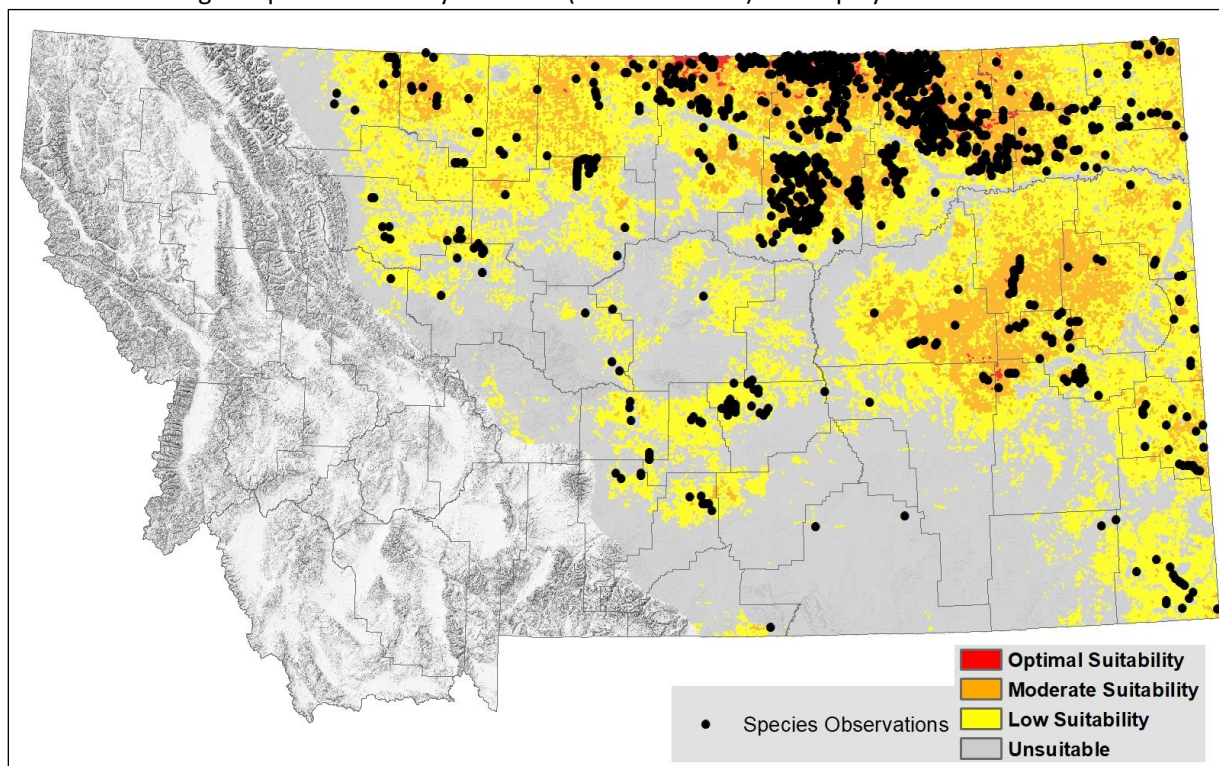 Optimal Suitability
Moderate Suitability
Species Observations
Low Suitability
Unsuitable